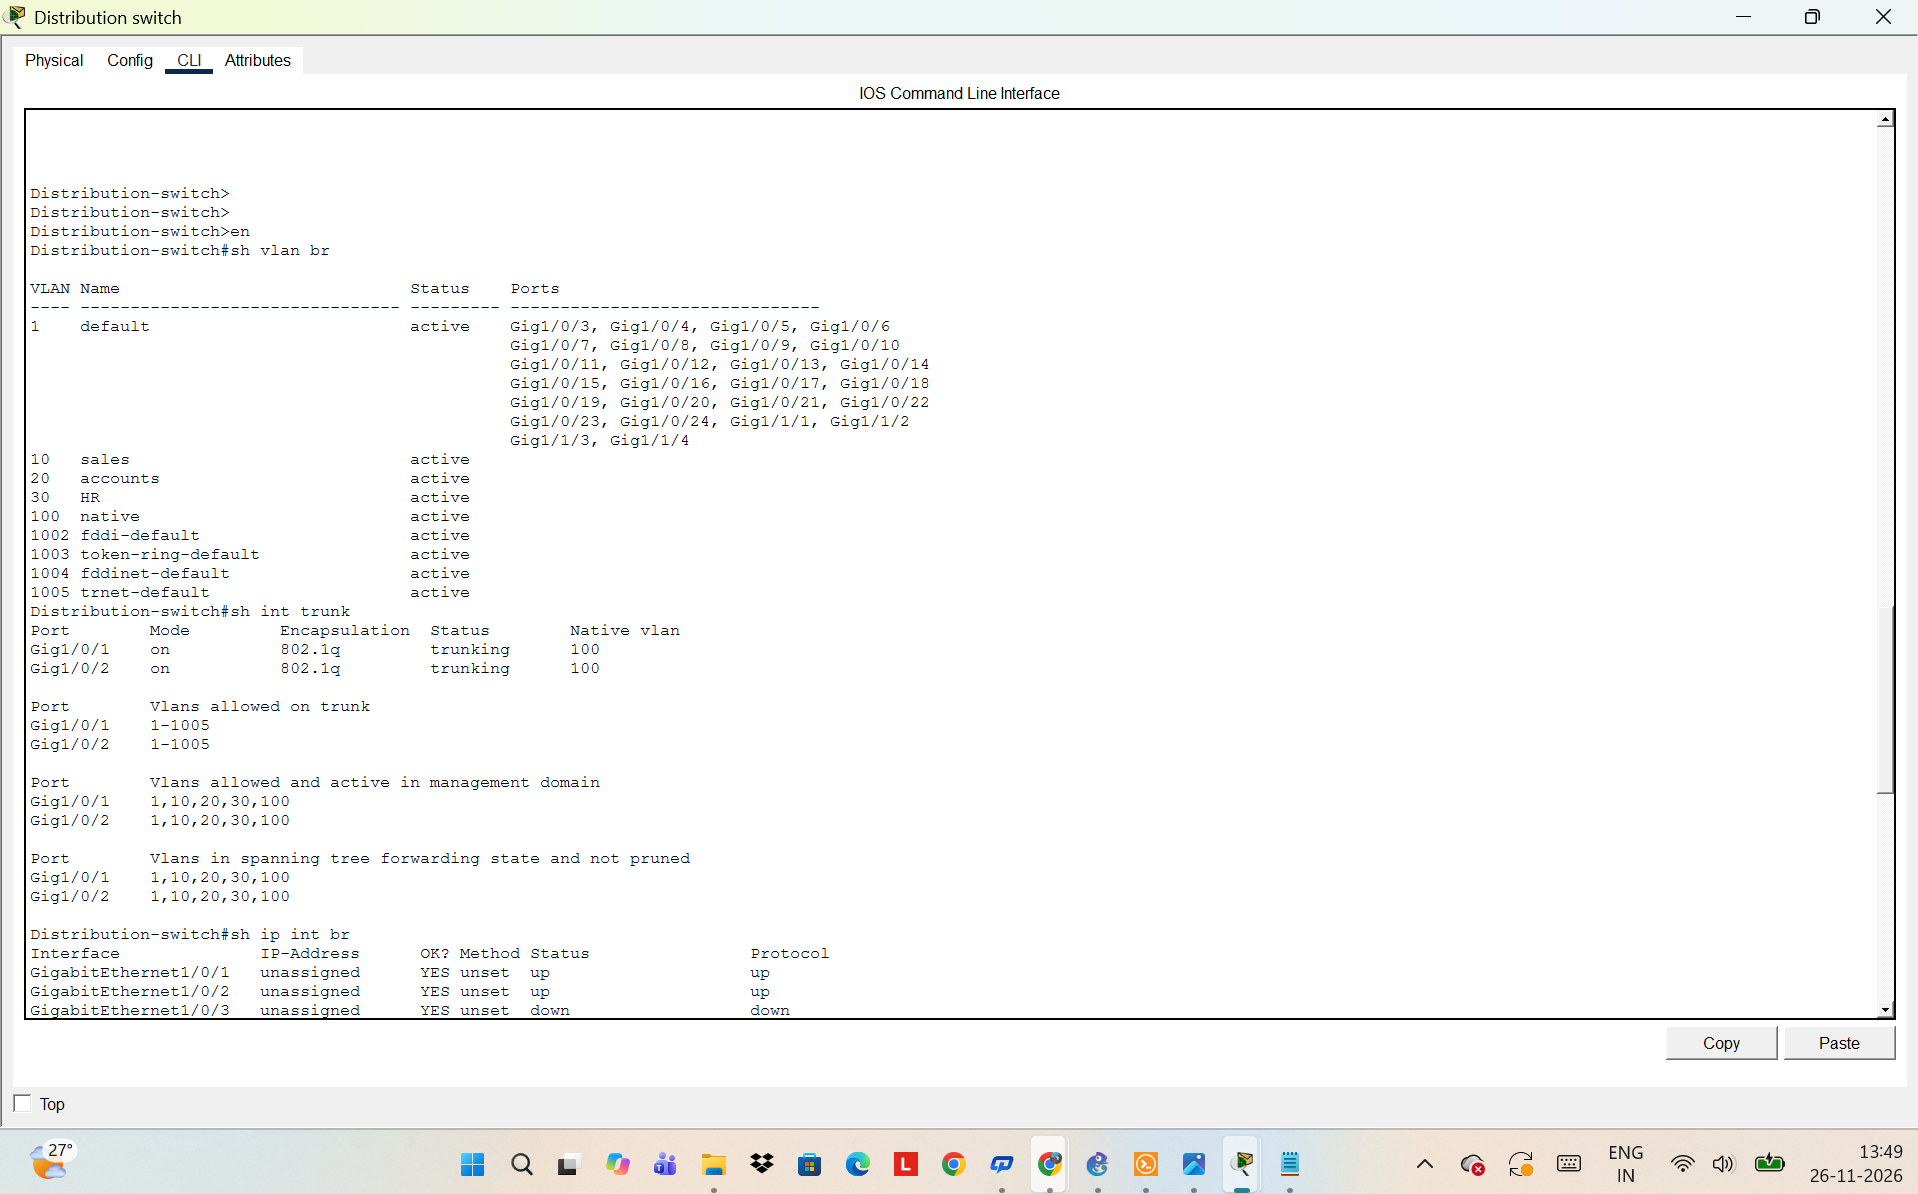 Distribution switch
Physical Config CLI Attributes
IOS Command Line Interface
Distribution-switch>
Distribution-switch>
Distribution-switch>en
Distribution-switch#sh vlan br
VLAN Name Status Ports
---- -------------------------------- --------- -------------------------------
1 default active Gig1/0/3, Gig1/0/4, Gig1/0/5, Gig1/0/6
Gig1/0/7, Gig1/0/8, Gig1/0/9, Gig1/0/10
Gig1/0/11, Gig1/0/12, Gig1/0/13, Gig1/0/14
Gig1/0/15, Gig1/0/16, Gig1/0/17, Gig1/0/18
Gig1/0/19, Gig1/0/20, Gig1/0/21, Gig1/0/22
Gig1/0/23, Gig1/0/24, Gig1/1/1, Gig1/1/2
Gig1/1/3, Gig1/1/4
10 sales active
20 accounts active
30 HR active
100 native active
1002 fddi-default active
1003 token-ring-default active
1004 fddinet-default active
1005 trnet-default active
Distribution-switch#sh int trunk
Port Mode Encapsulation Status Native vlan
Gig1/0/1 on 802.1q trunking 100
Gig1/0/2 on 802.1q trunking 100
Port Vlans allowed on trunk
Gig1/0/1 1-1005
Gig1/0/2 1-1005
Port Vlans allowed and active in management domain
Gig1/0/1 1,10,20,30,100
Gig1/0/2 1,10,20,30,100
Port Vlans in spanning tree forwarding state and not pruned
Gig1/0/1 1,10,20,30,100
Gig1/0/2 1,10,20,30,100
Distribution-switch#sh ip int br
Interface IP-Address OK? Method Status Protocol
GigabitEthernet1/0/1 unassigned YES unset up up
GigabitEthernet1/0/2 unassigned YES unset up up
GigabitEthernet1/0/3 unassigned YES unset down down
Copy Paste
Top
27°
L
ENG
IN
13:49
26-11-2026